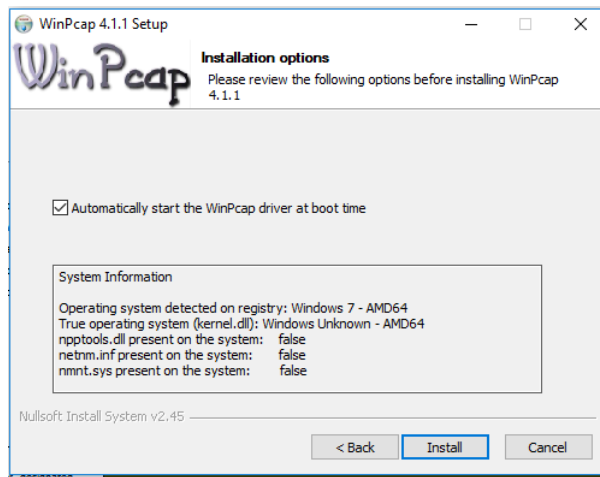 WinPcap 4.1.1 Setup
WinPcap
Installation options
Please review the following options before installing WinPcap
4.1.1
Automatically start the WinPcap driver at boot time
System Information
Operating system detected on registry: Windows 7 - AMD64
True operating system (kernel.dll): Windows Unknown - AMD64
npptools.dll present on the system: false
netnm.inf present on the system: false
nmnt.sys present on the system: false
Nullsoft Install System v2.45
< Back Install Cancel